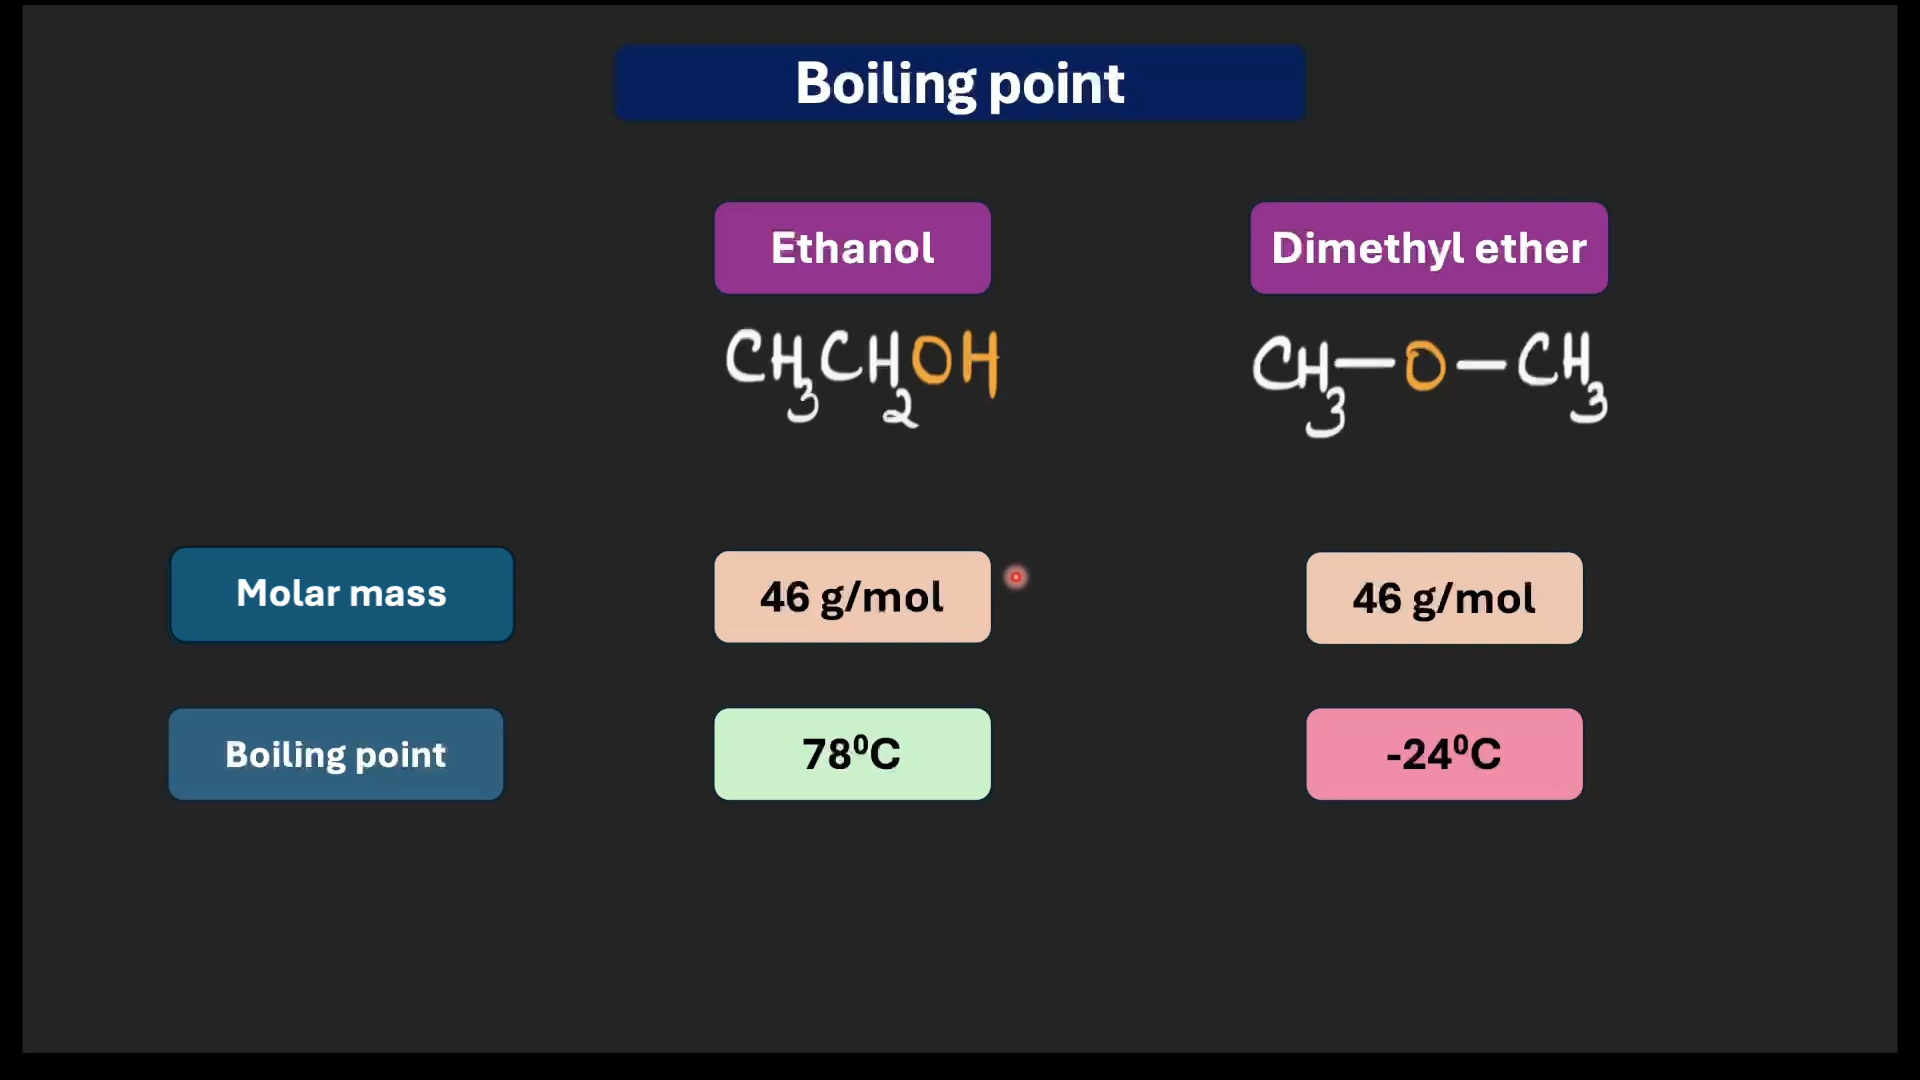 Boiling point
Ethanol Dimethyl ether
CH₃CH₂OH CH₃—O—CH₃
Molar mass 46 g/mol 46 g/mol
Boiling point 78⁰C -24⁰C